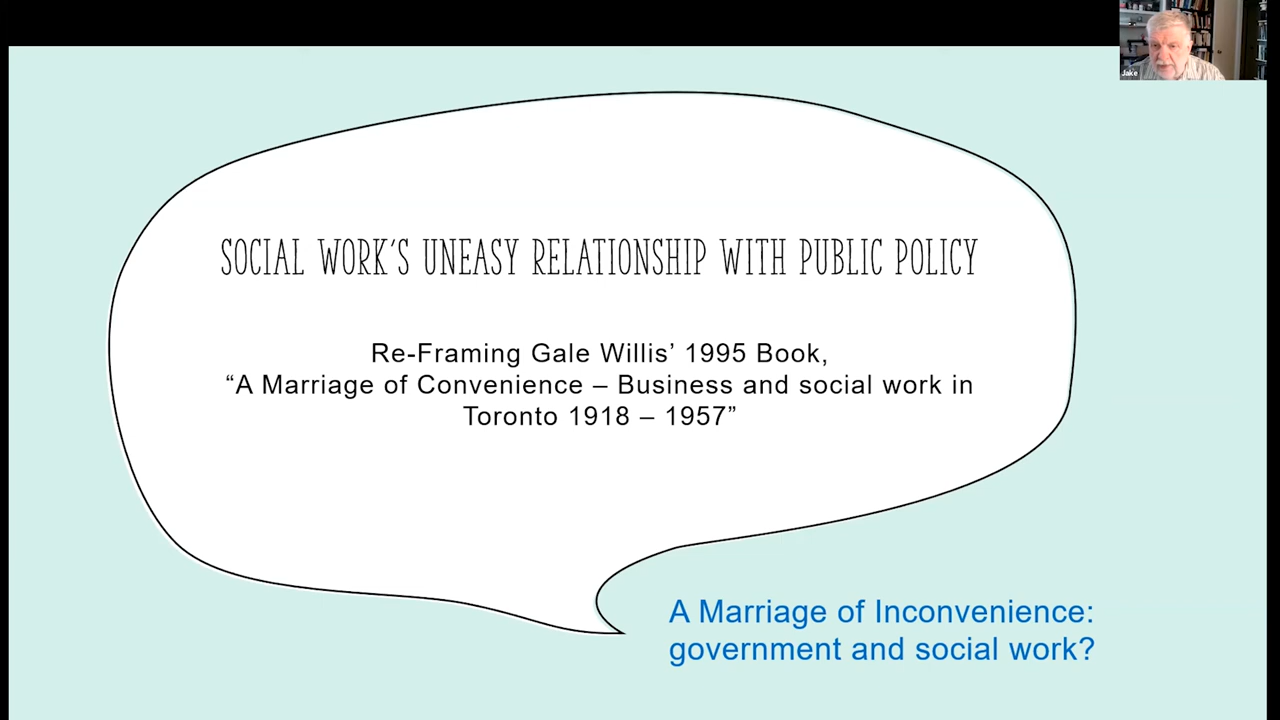 Jake
SOCIAL WORK'S UNEASY RELATIONSHIP WITH PUBLIC POLICY
Re-Framing Gale Willis’ 1995 Book,
“A Marriage of Convenience – Business and social work in
Toronto 1918 – 1957”
A Marriage of Inconvenience:
government and social work?